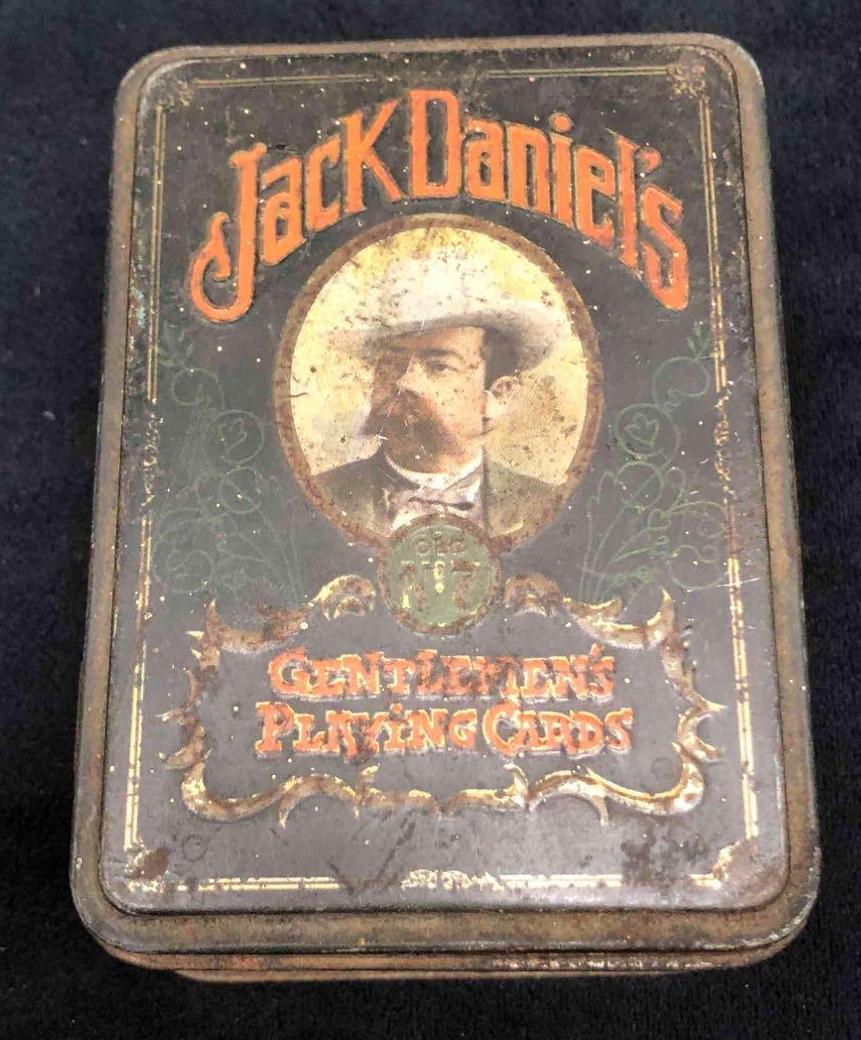 Jack Daniel's
Old
No 7
GENTLEMEN'S
PLAYING CARDS